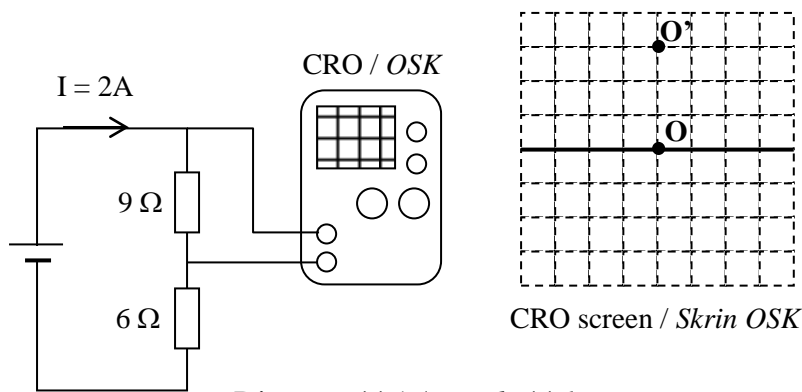 CRO / OSK
I = 2A
9 Ω
6 Ω
O'
O
CRO screen / Skrin OSK